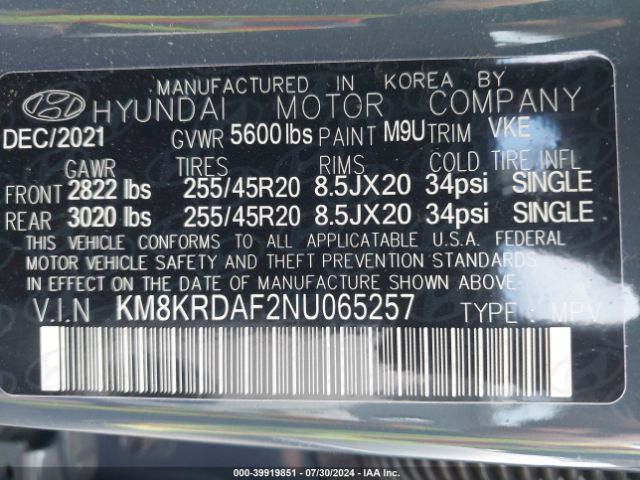 MANUFACTURED IN KOREA BY
HYUNDAI MOTOR COMPANY
DEC/2021 GVWR 5600 lbs PAINT M9U TRIM VKE
GAWR TIRES RIMS COLD TIRE INFL
FRONT 2822 lbs 255/45R20 8.5JX20 34psi SINGLE
REAR 3020 lbs 255/45R20 8.5JX20 34psi SINGLE
THIS VEHICLE CONFORMS TO ALL APPLICABLE U.S.A. FEDERAL
MOTOR VEHICLE SAFETY AND THEFT PREVENTION STANDARDS
IN EFFECT ON THE DATE OF MANUFACTURE SHOWN ABOVE.
V.I.N KM8KRDAF2NU065257 TYPE : MPV
000-39919851 - 07/30/2024 - IAA Inc.